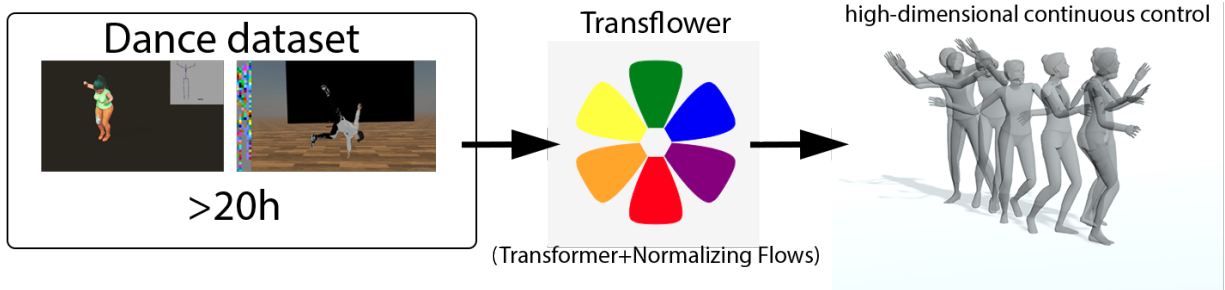 Dance dataset
>20h
Transflower
(Transformer+Normalizing Flows)
high-dimensional continuous control